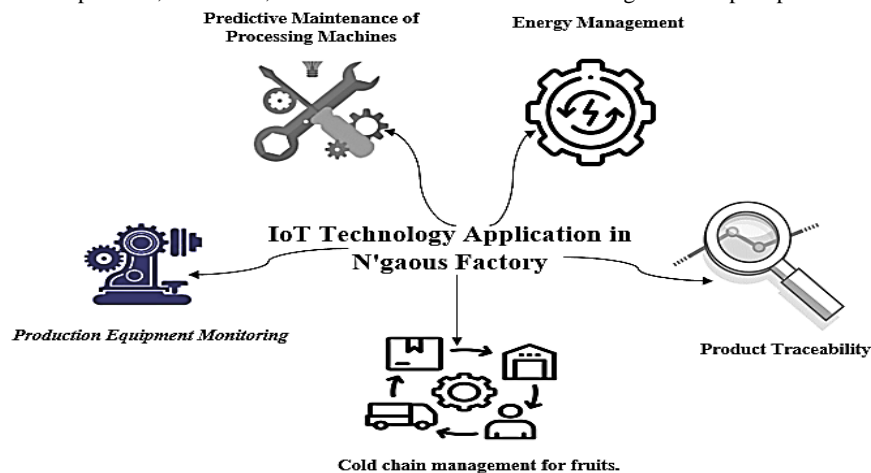 Predictive Maintenance of
Processing Machines
Energy Management
IoT Technology Application in
N'gaous Factory
Production Equipment Monitoring
Product Traceability
Cold chain management for fruits.